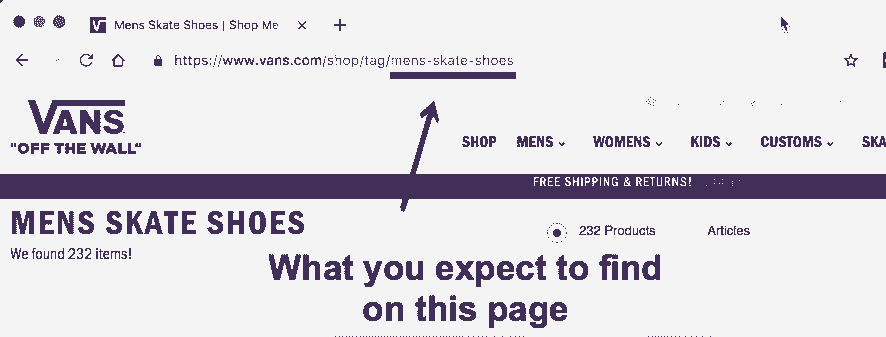 Mens Skate Shoes | Shop Me
https://www.vans.com/shop/tag/mens-skate-shoes
VANS
"OFF THE WALL"
SHOP MENS WOMENS KIDS CUSTOMS SKA
FREE SHIPPING & RETURNS!
MENS SKATE SHOES
232 Products Articles
We found 232 items!
What you expect to find
on this page